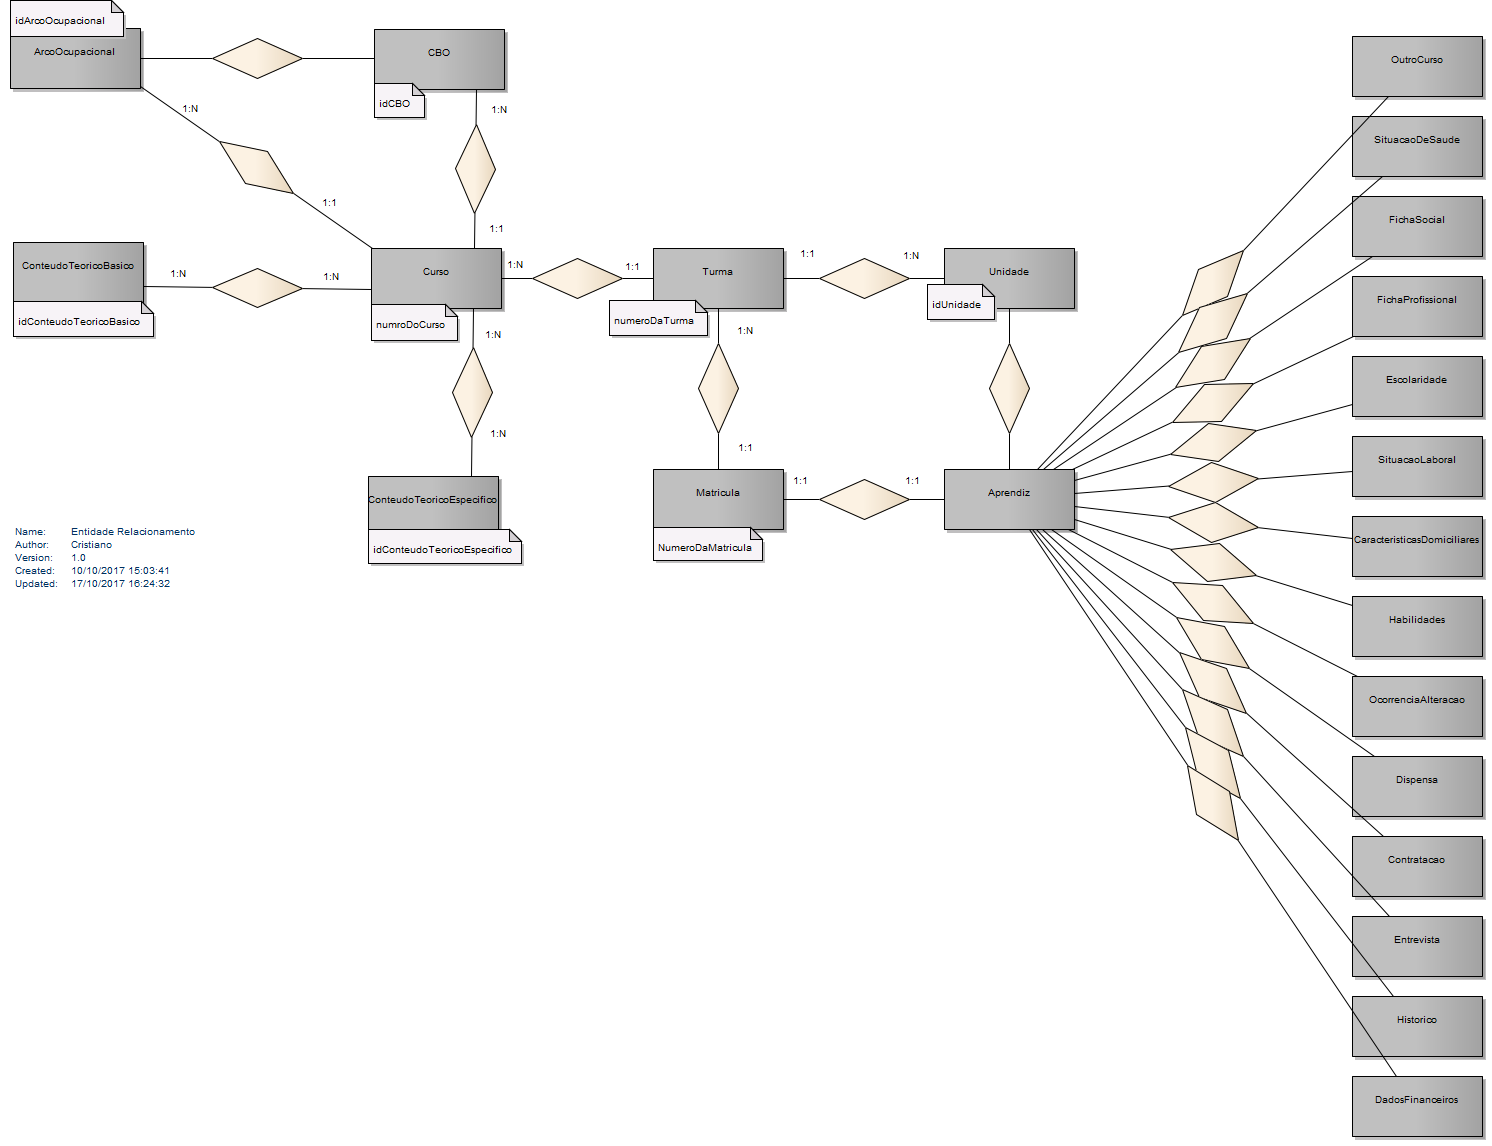 idArcoOcupacional
ArcoOcupacional
CBO
idCBO
OutroCurso
1:N
1:N
SituacaoDeSaude
1:1
1:1
FichaSocial
ConteudoTeoricoBasico
1:N
1:N
idConteudoTeoricoBasico
Curso
numroDoCurso
1:N
1:1
Turma
numeroDaTurma
1:1
1:N
Unidade
idUnidade
FichaProfissional
1:N
1:N
Escolaridade
1:N
1:1
SituacaoLaboral
ConteudoTeoricoEspecifico
idConteudoTeoricoEspecifico
Matricula
NumeroDaMatricula
1:1
1:1
Aprendiz
CaracteristicasDomiciliares
Name: Entidade Relacionamento
Author: Cristiano
Version: 1.0
Created: 10/10/2017 15:03:41
Updated: 17/10/2017 16:24:32
Habilidades
OcorrenciaAlteracao
Dispensa
Contratacao
Entrevista
Historico
DadosFinanceiros